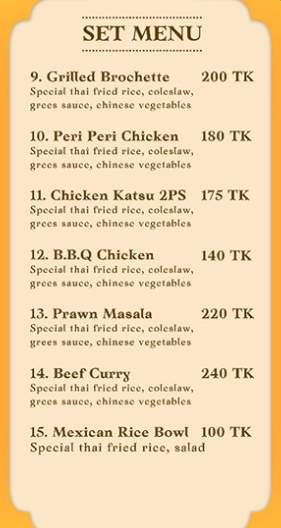 SET MENU
9. Grilled Brochette 200 TK
Special thai fried rice, coleslaw,
grees sauce, chinese vegetables
10. Peri Peri Chicken 180 TK
Special thai fried rice, coleslaw,
grees sauce, chinese vegetables
11. Chicken Katsu 2PS 175 TK
Special thai fried rice, coleslaw,
grees sauce, chinese vegetables
12. B.B.Q Chicken 140 TK
Special thai fried rice, coleslaw,
grees sauce, chinese vegetables
13. Prawn Masala 220 TK
Special thai fried rice, coleslaw,
grees sauce, chinese vegetables
14. Beef Curry 240 TK
Special thai fried rice, coleslaw,
grees sauce, chinese vegetables
15. Mexican Rice Bowl 100 TK
Special thai fried rice, salad